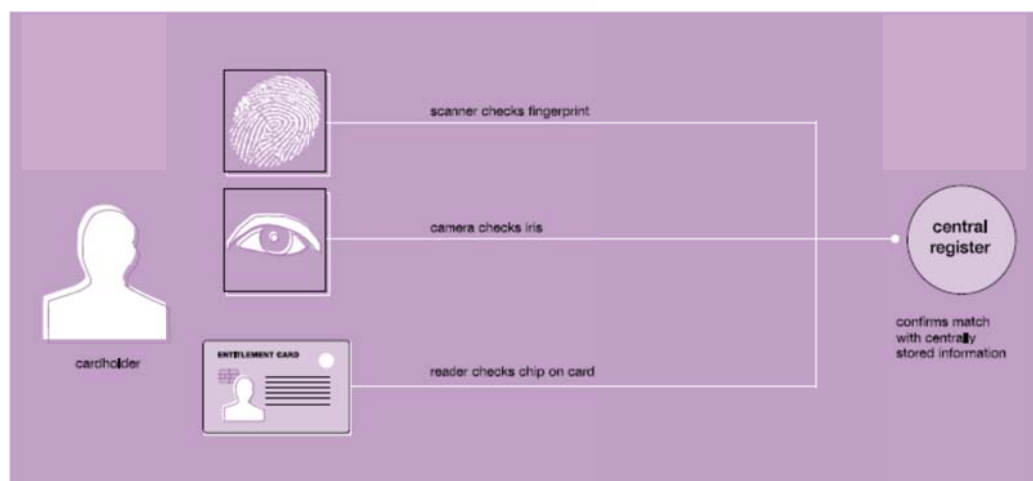 scanner checks fingerprint
camera checks iris
central
register
confirms match
with centrally
stored information
cardholder
ENTITLEMENT CARD
reader checks chip on card